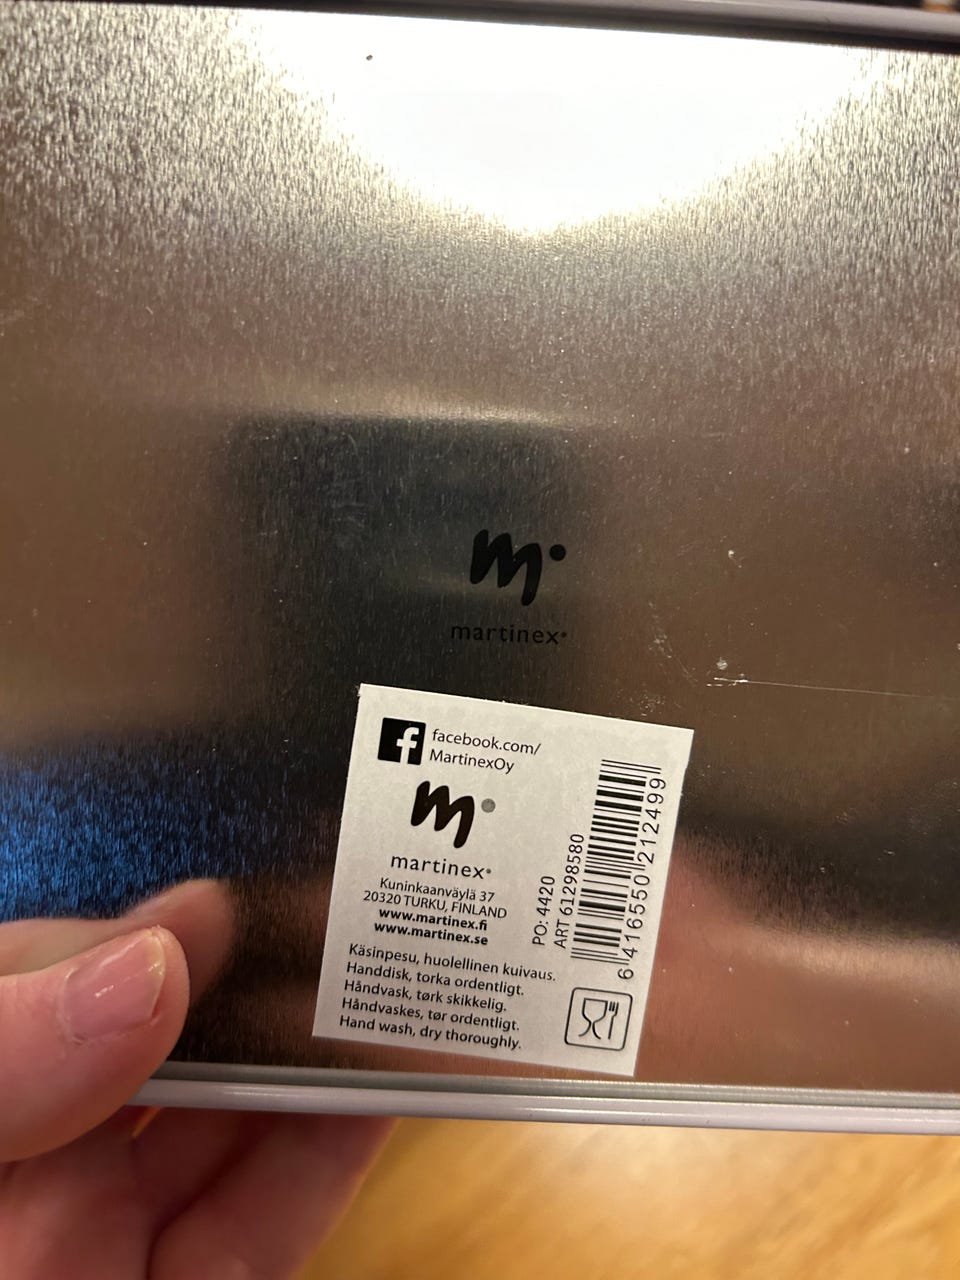 m
martinex®
facebook.com/
MartinexOy
m
martinex®
Kuninkaanväylä 37
20320 TURKU, FINLAND
www.martinex.fi
www.martinex.se
Käsinpesu, huolellinen kuivaus.
Handdisk, torka ordentligt.
Håndvask, tørk skikkelig.
Håndvaskes, tør ordentligt.
Hand wash, dry thoroughly.
PO: 4420
ART 61298580
6 416550 212499